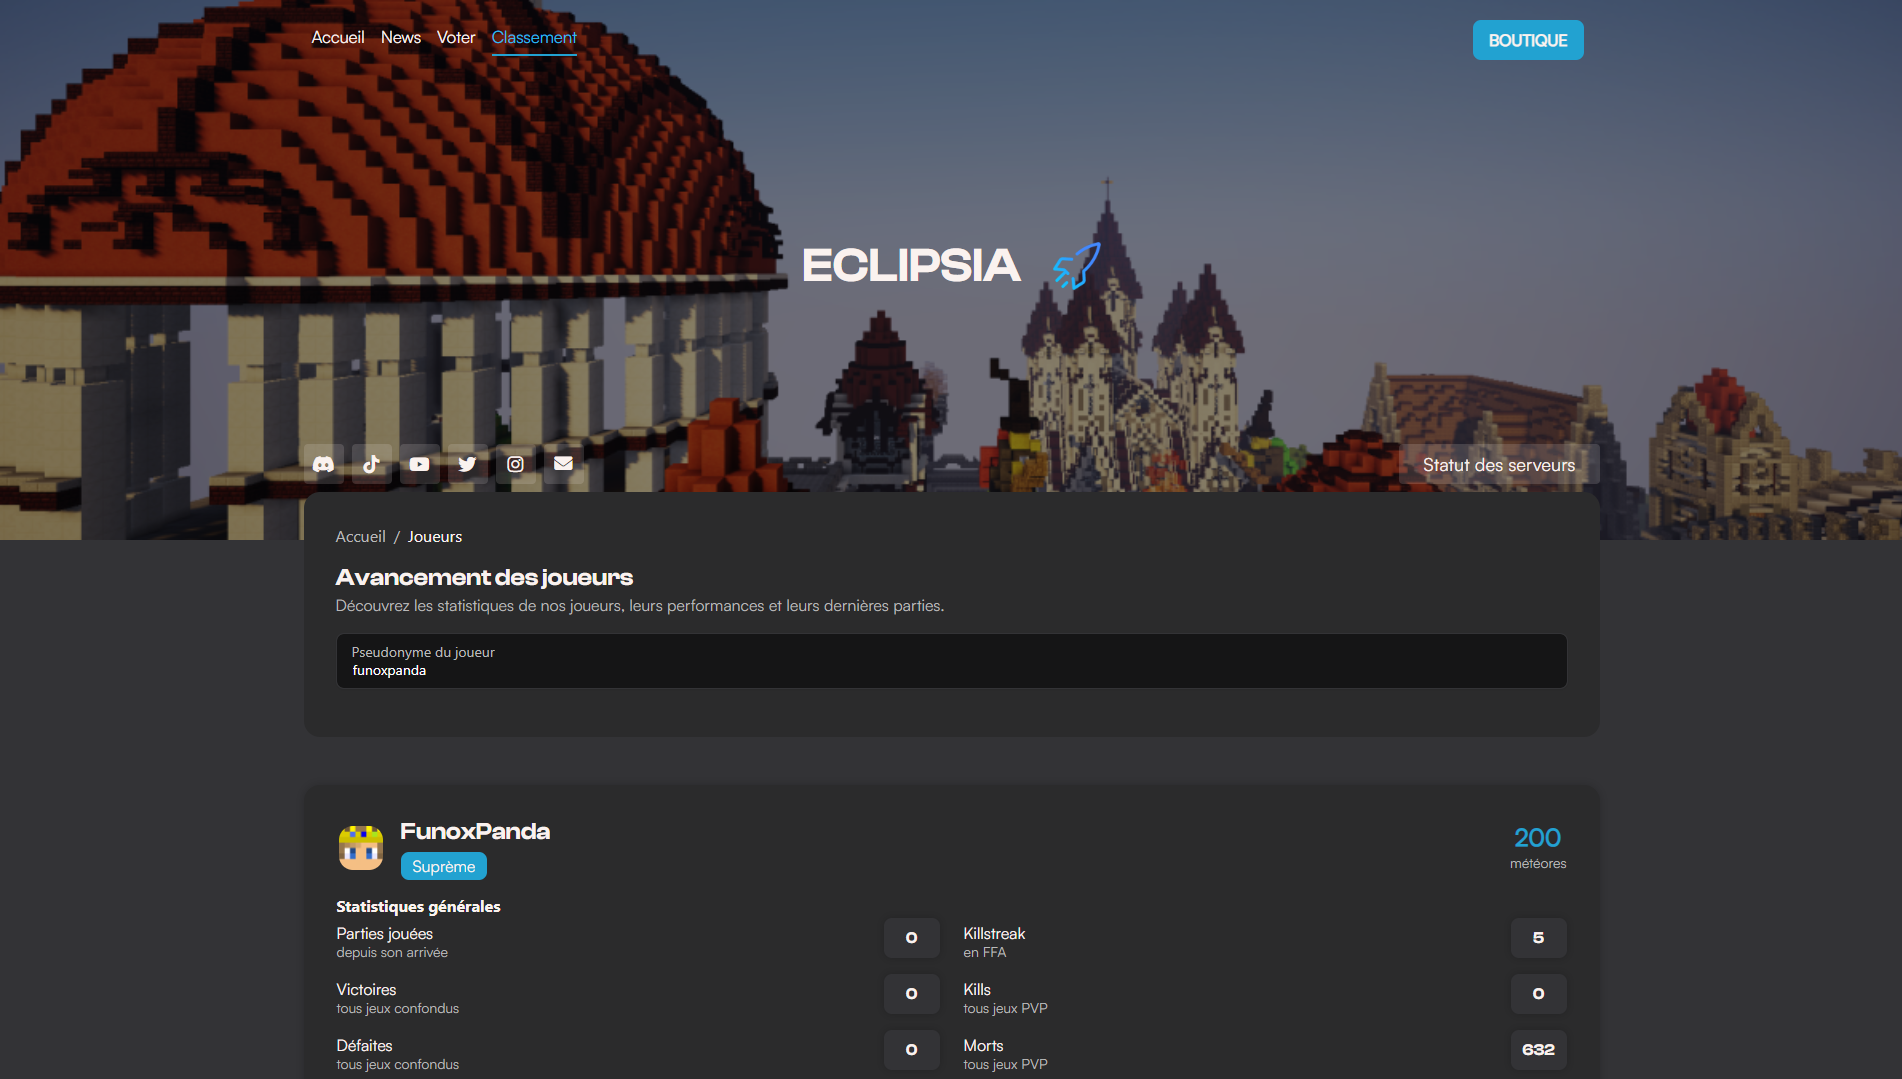 Accueil News Voter Classement
BOUTIQUE
ECLIPSIA
Statut des serveurs
Accueil / Joueurs
Avancement des joueurs
Découvrez les statistiques de nos joueurs, leurs performances et leurs dernières parties.
Pseudonyme du joueur
funoxpanda
FunoxPanda
Suprème
200
météores
Statistiques générales
Parties jouées
depuis son arrivée
0
Killstreak
en FFA
5
Victoires
tous jeux confondus
0
Kills
tous jeux PVP
0
Défaites
tous jeux confondus
0
Morts
tous jeux PVP
632